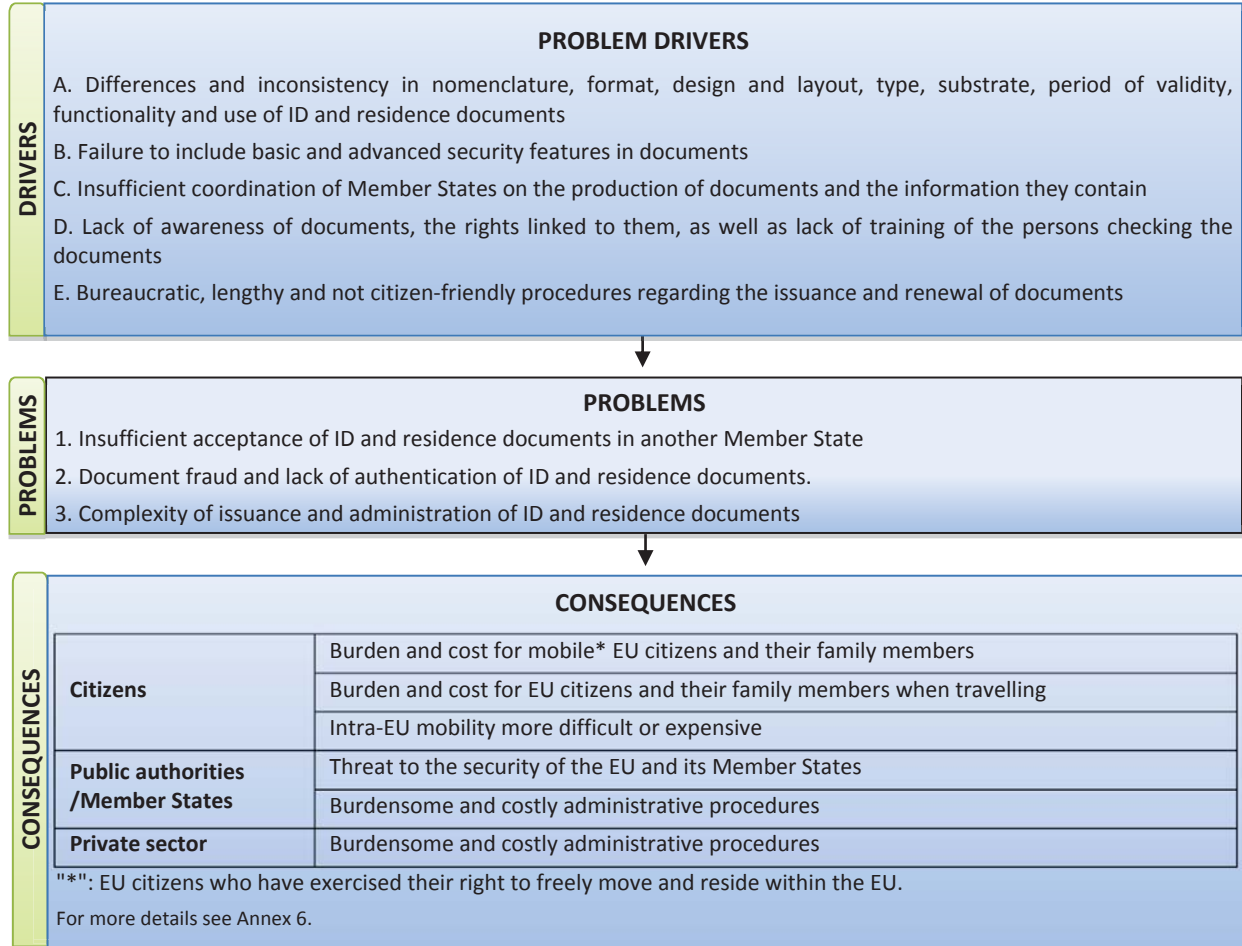 DRIVERS
PROBLEM DRIVERS
A. Differences and inconsistency in nomenclature, format, design and layout, type, substrate, period of validity,
functionality and use of ID and residence documents
B. Failure to include basic and advanced security features in documents
C. Insufficient coordination of Member States on the production of documents and the information they contain
D. Lack of awareness of documents, the rights linked to them, as well as lack of training of the persons checking the
documents
E. Bureaucratic, lengthy and not citizen-friendly procedures regarding the issuance and renewal of documents
PROBLEMS
PROBLEMS
1. Insufficient acceptance of ID and residence documents in another Member State
2. Document fraud and lack of authentication of ID and residence documents.
3. Complexity of issuance and administration of ID and residence documents
CONSEQUENCES
CONSEQUENCES
Citizens
Burden and cost for mobile* EU citizens and their family members
Burden and cost for EU citizens and their family members when travelling
Intra-EU mobility more difficult or expensive
Public authorities
/Member States
Threat to the security of the EU and its Member States
Burdensome and costly administrative procedures
Private sector
Burdensome and costly administrative procedures
"*": EU citizens who have exercised their right to freely move and reside within the EU.
For more details see Annex 6.